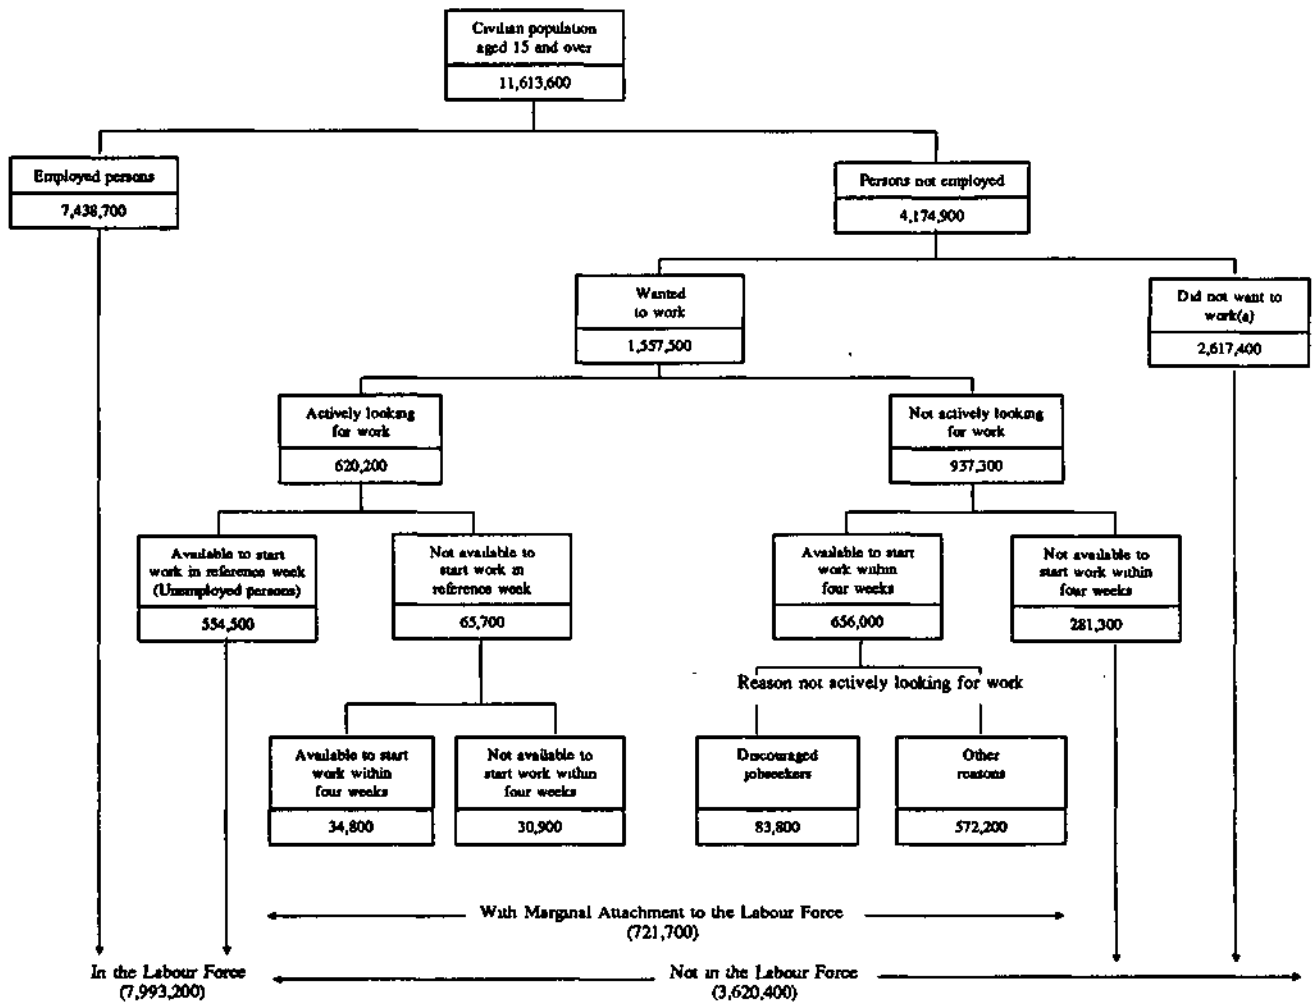 Civilian population
aged 15 and over
11,613,600
Employed persons
7,438,700
Persons not employed
4,174,900
Wanted
to work
1,557,500
Did not want to
work(a)
2,617,400
Actively looking
for work
620,200
Not actively looking
for work
937,300
Available to start
work in reference week
(Unemployed persons)
554,500
Not available to
start work in
reference week
65,700
Available to start
work within
four weeks
656,000
Not available to
start work within
four weeks
281,300
Reason not actively looking for work
Available to start
work within
four weeks
34,800
Not available to
start work within
four weeks
30,900
Discouraged
jobseekers
83,800
Other
reasons
572,200
With Marginal Attachment to the Labour Force
(721,700)
In the Labour Force
(7,993,200)
Not in the Labour Force
(3,620,400)